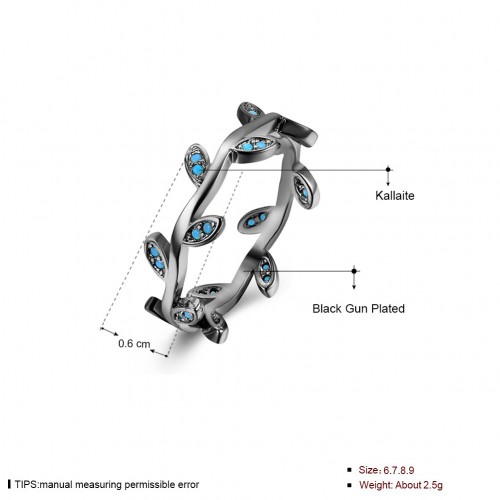 Kallaite
Black Gun Plated
0.6 cm
Size: 6.7.8.9
TIPS:manual measuring permissible error
Weight: About 2.5g